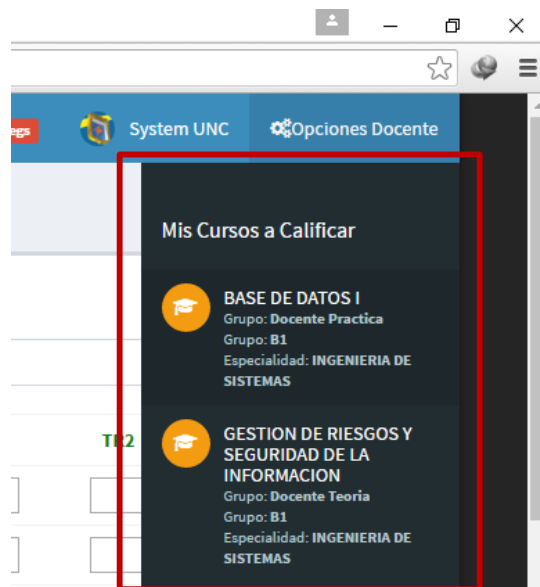 egs
System UNC
Opciones Docente
Mis Cursos a Calificar
BASE DE DATOS I
Grupo: Docente Practica
Grupo: B1
Especialidad: INGENIERIA DE
SISTEMAS
TR2
GESTION DE RIESGOS Y
SEGURIDAD DE LA
INFORMACION
Grupo: Docente Teoria
Grupo: B1
Especialidad: INGENIERIA DE
SISTEMAS